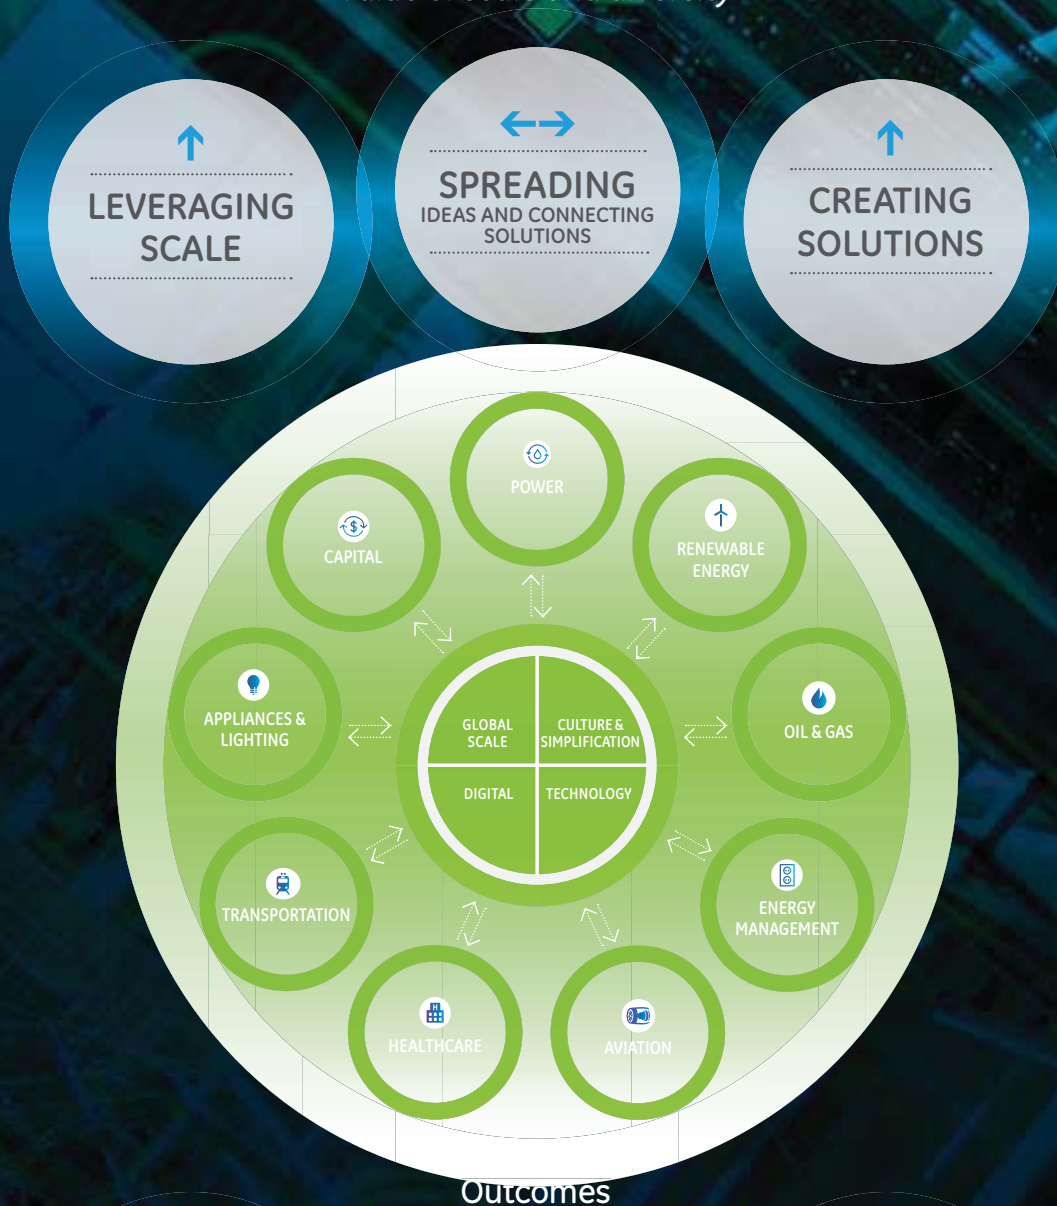 LEVERAGING
SCALE
SPREADING
IDEAS AND CONNECTING
SOLUTIONS
CREATING
SOLUTIONS
POWER
CAPITAL
RENEWABLE
ENERGY
APPLIANCES &
LIGHTING
OIL & GAS
GLOBAL
SCALE
CULTURE &
SIMPLIFICATION
DIGITAL
TECHNOLOGY
TRANSPORTATION
ENERGY
MANAGEMENT
HEALTHCARE
AVIATION
Outcomes